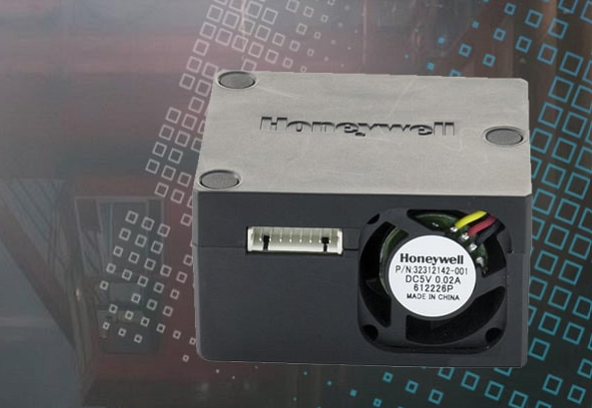 Honeywell
Honeywell
P/N:32312142-001
DC5V 0.02A
612226P
MADE IN CHINA